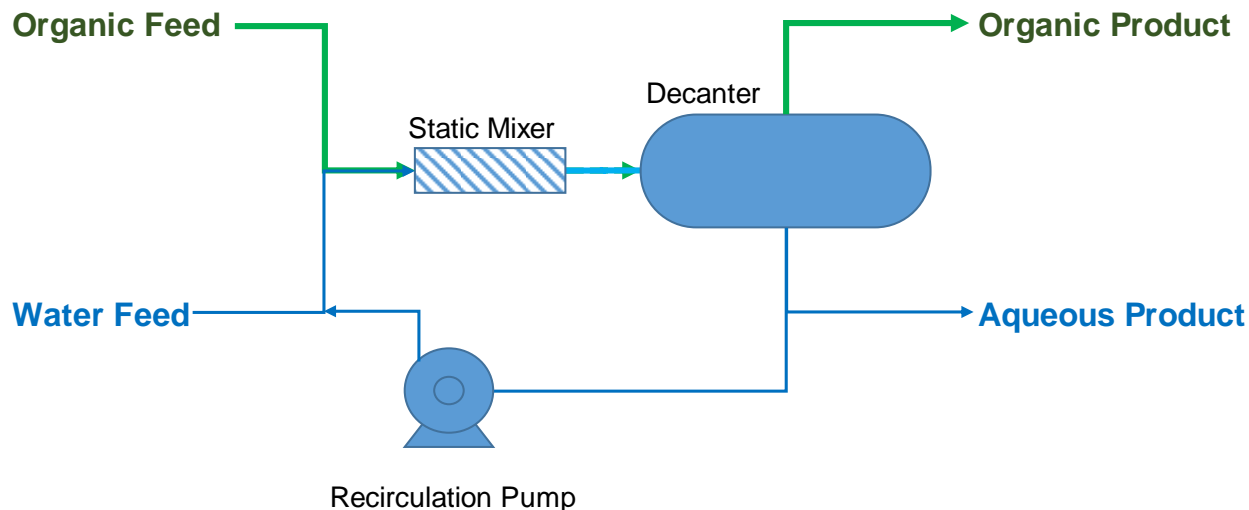 Organic Feed
Organic Product
Decanter
Static Mixer
Water Feed
Aqueous Product
Recirculation Pump